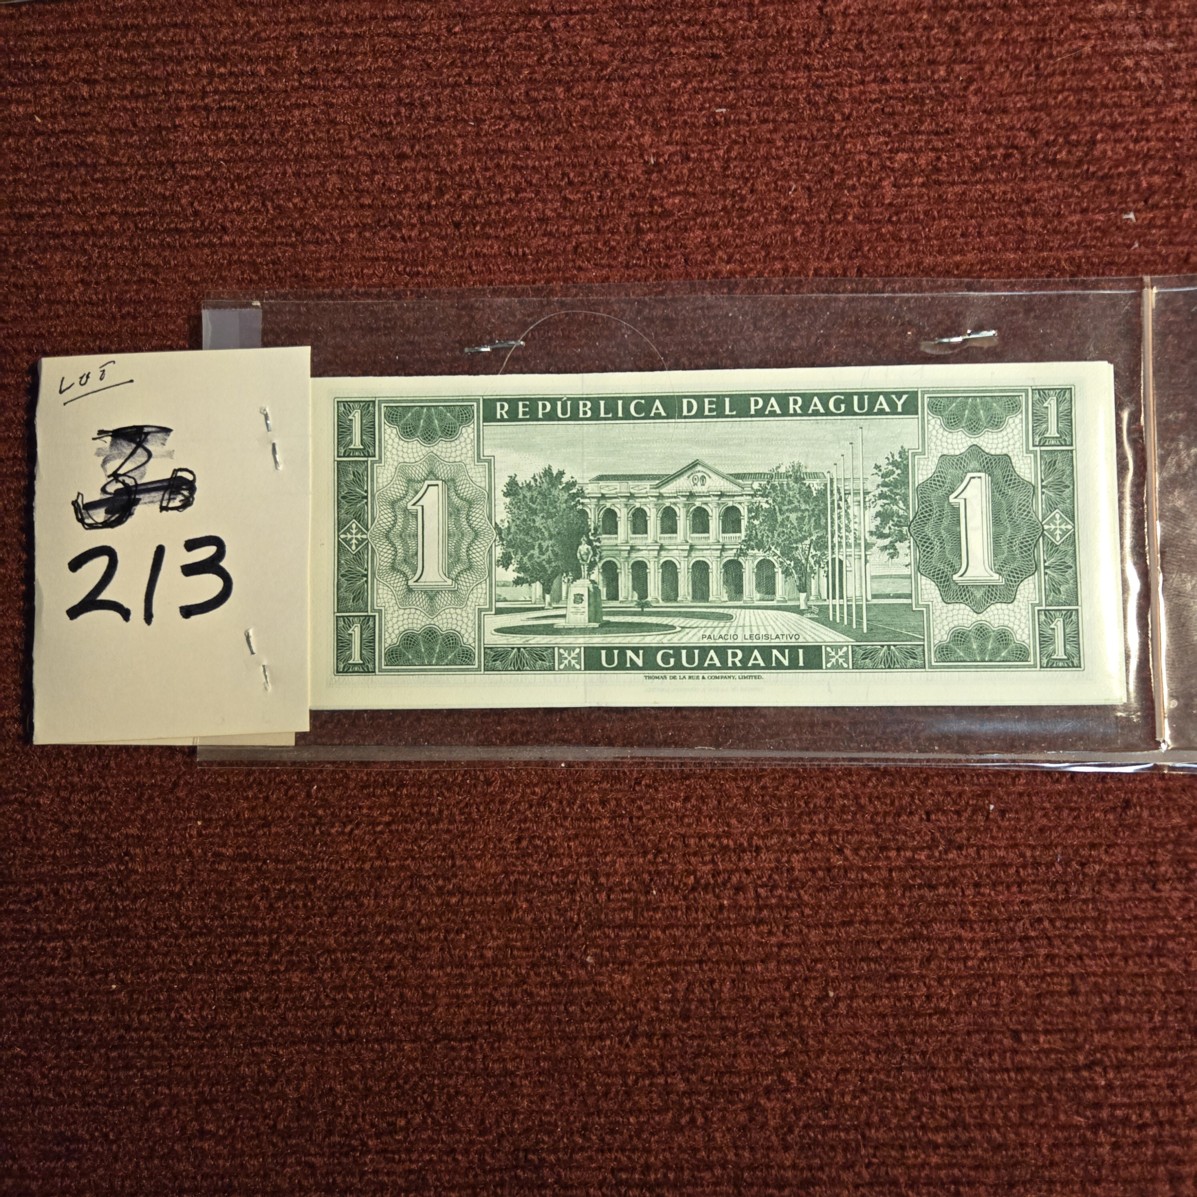 LOT
213
1 REPÚBLICA DEL PARAGUAY 1
1 1
PALACIO LEGISLATIVO
1 UN GUARANI 1
THOMAS DE LA RUE & COMPANY, LIMITED.